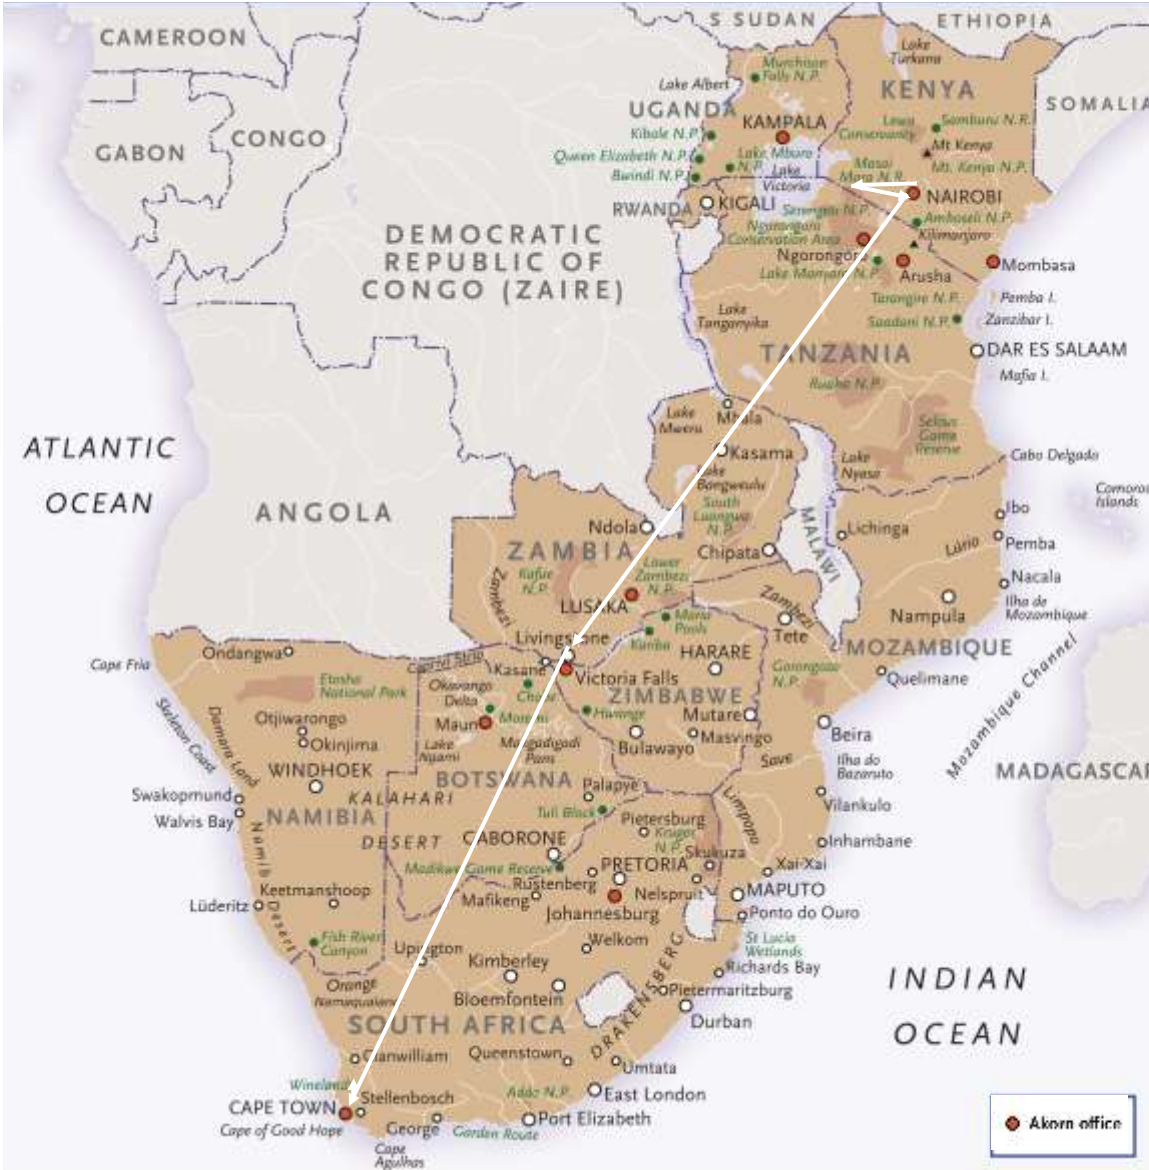 S SUDAN
ETHIOPIA
CAMEROON
Lake
Turkana
Murchison
Falls N.P.
Lake Albert
KENYA
UGANDA
SOMALIA
KAMPALA
Lewa
Conservancy
Samburu N.R.
CONGO
Kibale N.P.
Mt Kenya
GABON
Queen Elizabeth N.P.
Lake Mburo
N.P.
Masai
Mara N.R.
Mt. Kenya N.P.
Bwindi N.P.
Lake
Victoria
NAIROBI
RWANDA
KIGALI
Serengeti N.P.
Amboseli N.P.
Ngorongoro
Conservation Area
Kilimanjaro
DEMOCRATIC
REPUBLIC OF
CONGO (ZAIRE)
Ngorongoro
Lake Manyara N.P.
Arusha
Mombasa
Tarangire N.P.
Pemba I.
Lake
Tanganyika
Saadani N.P.
Zanzibar I.
TANZANIA
DAR ES SALAAM
Mafia I.
Ruaha N.P.
Mbala
Lake
Mweru
Selous
Game
Reserve
ATLANTIC
OCEAN
Kasama
Lake
Nyasa
Cabo Delgado
Lake
Bangweulu
Comoros
Islands
ANGOLA
South
Luangwa
N.P.
MALAWI
Ibo
Ndola
Lichinga
Lúrio
Pemba
ZAMBIA
Chipata
Kafue
N.P.
Lower
Zambezi
N.P.
Zambezi
Nacala
LUSAKA
Zambezi
Nampula
Ilha de
Mozambique
Mana
Pools
Livingstone
Kariba
Tete
MOZAMBIQUE
Ondangwa
Cape Fria
Caprivi Strip
Kasane
HARARE
Gorongoza
N.P.
Quelimane
Mozambique Channel
Etosha
National Park
Okavango
Delta
Chobe
Victoria Falls
ZIMBABWE
Skeleton Coast
Damara Land
Otjiwarongo
Maun
Moremi
Hwange
Mutare
Okinjima
Lake
Ngami
Makgadigadi
Pans
Bulawayo
Masvingo
Beira
WINDHOEK
BOTSWANA
Save
Ilha do
Bazaruto
MADAGASCAR
Swakopmund
KALAHARI
DESERT
Palapye
Walvis Bay
NAMIBIA
Tuli Block
Limpopo
Vilankulo
Namib Desert
CABORONE
Pietersburg
Kruger
N.P.
Inhambane
Madikwe Game Reserve
PRETORIA
Skukuza
Xai-Xai
Keetmanshoop
Rustenberg
Nelspruit
MAPUTO
Lüderitz
Mafikeng
Johannesburg
Ponto do Ouro
Fish River
Canyon
Upington
Welkom
St Lucia
Wetlands
Kimberley
Richards Bay
Orange
Namaqualand
Bloemfontein
DRAKENSBERG
Pietermaritzburg
INDIAN
OCEAN
SOUTH AFRICA
Durban
Clanwilliam
Queenstown
Umtata
Winelands
Addo N.P.
East London
CAPE TOWN
Stellenbosch
Cape of Good Hope
George
Garden Route
Port Elizabeth
Cape
Agulhas
Akorn office